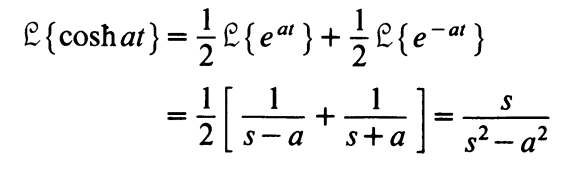 ℒ{cosh at} = 1/2 ℒ{e^{at}} + 1/2 ℒ{e^{-at}}
= 1/2 [ 1/(s-a) + 1/(s+a) ] = s/(s^2 - a^2)